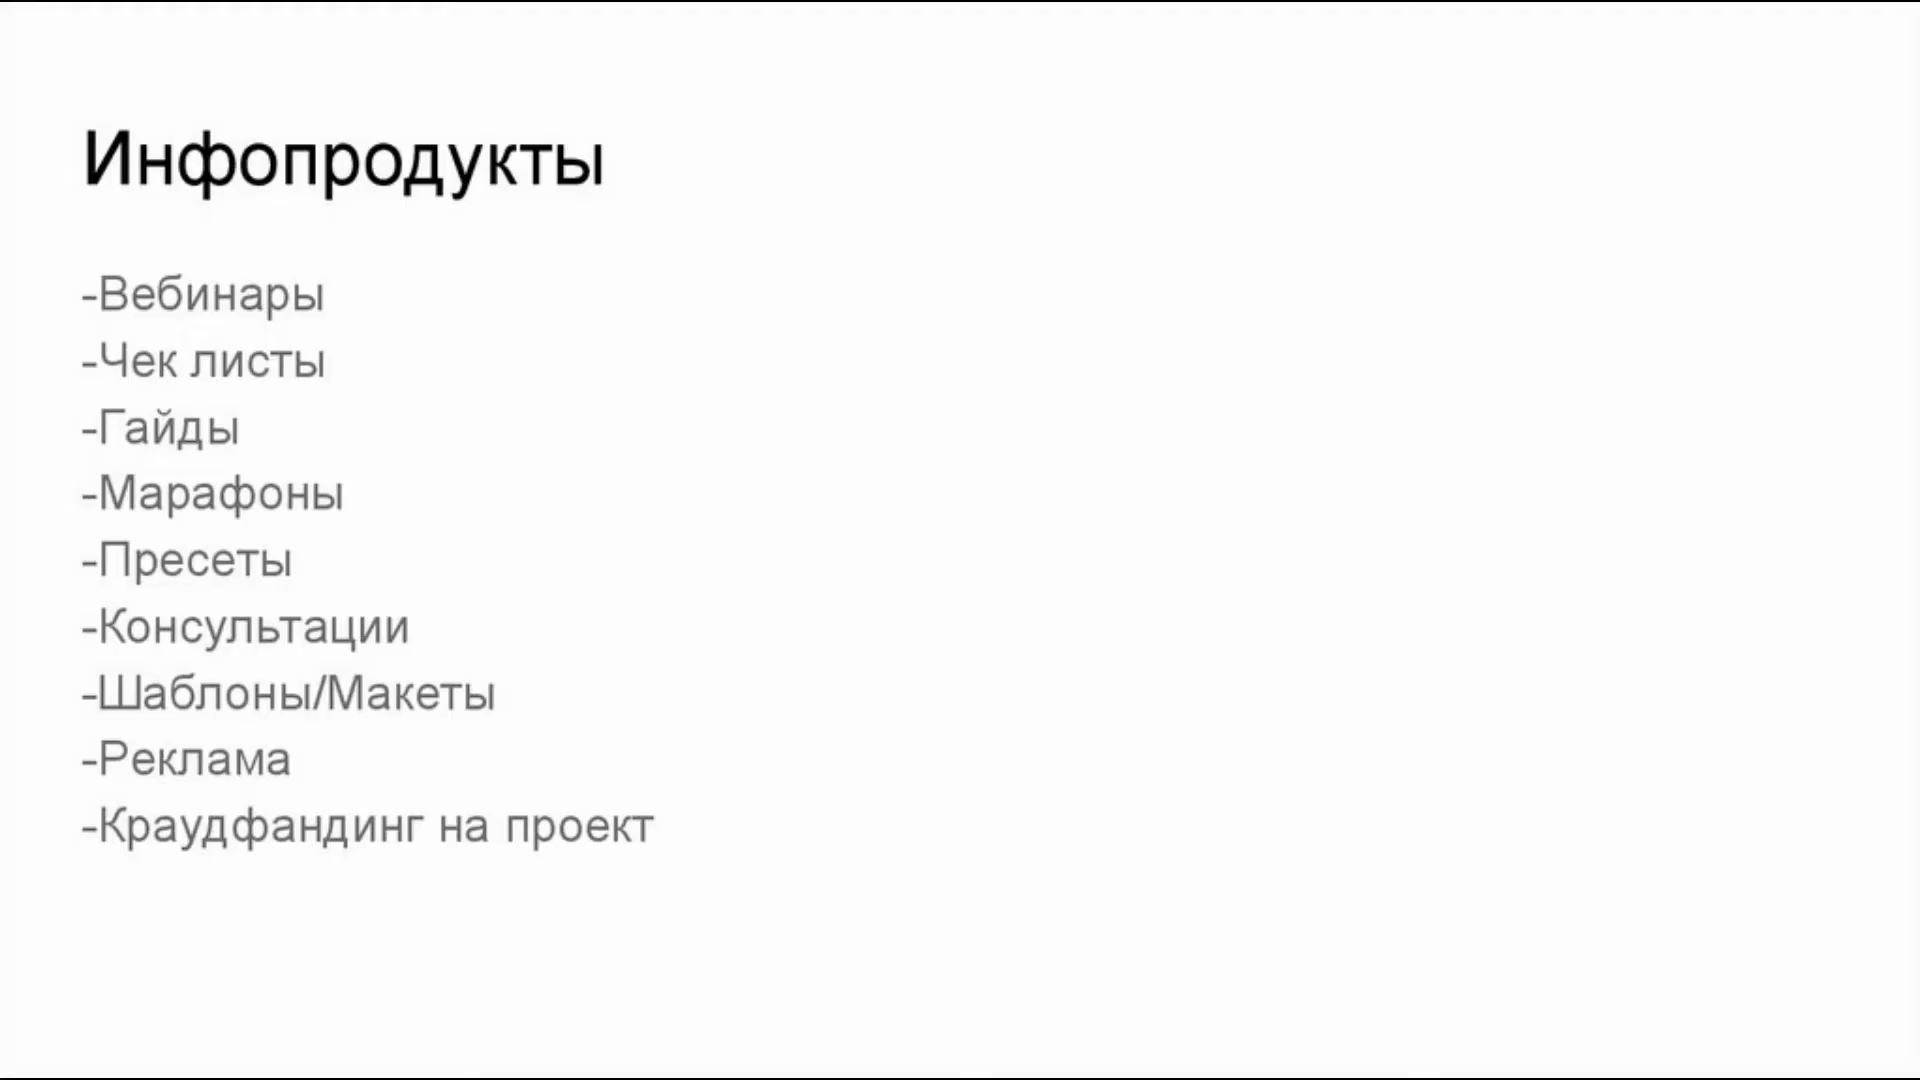 Инфопродукты
-Вебинары
-Чек листы
-Гайды
-Марафоны
-Пресеты
-Консультации
-Шаблоны/Макеты
-Реклама
-Краудфандинг на проект